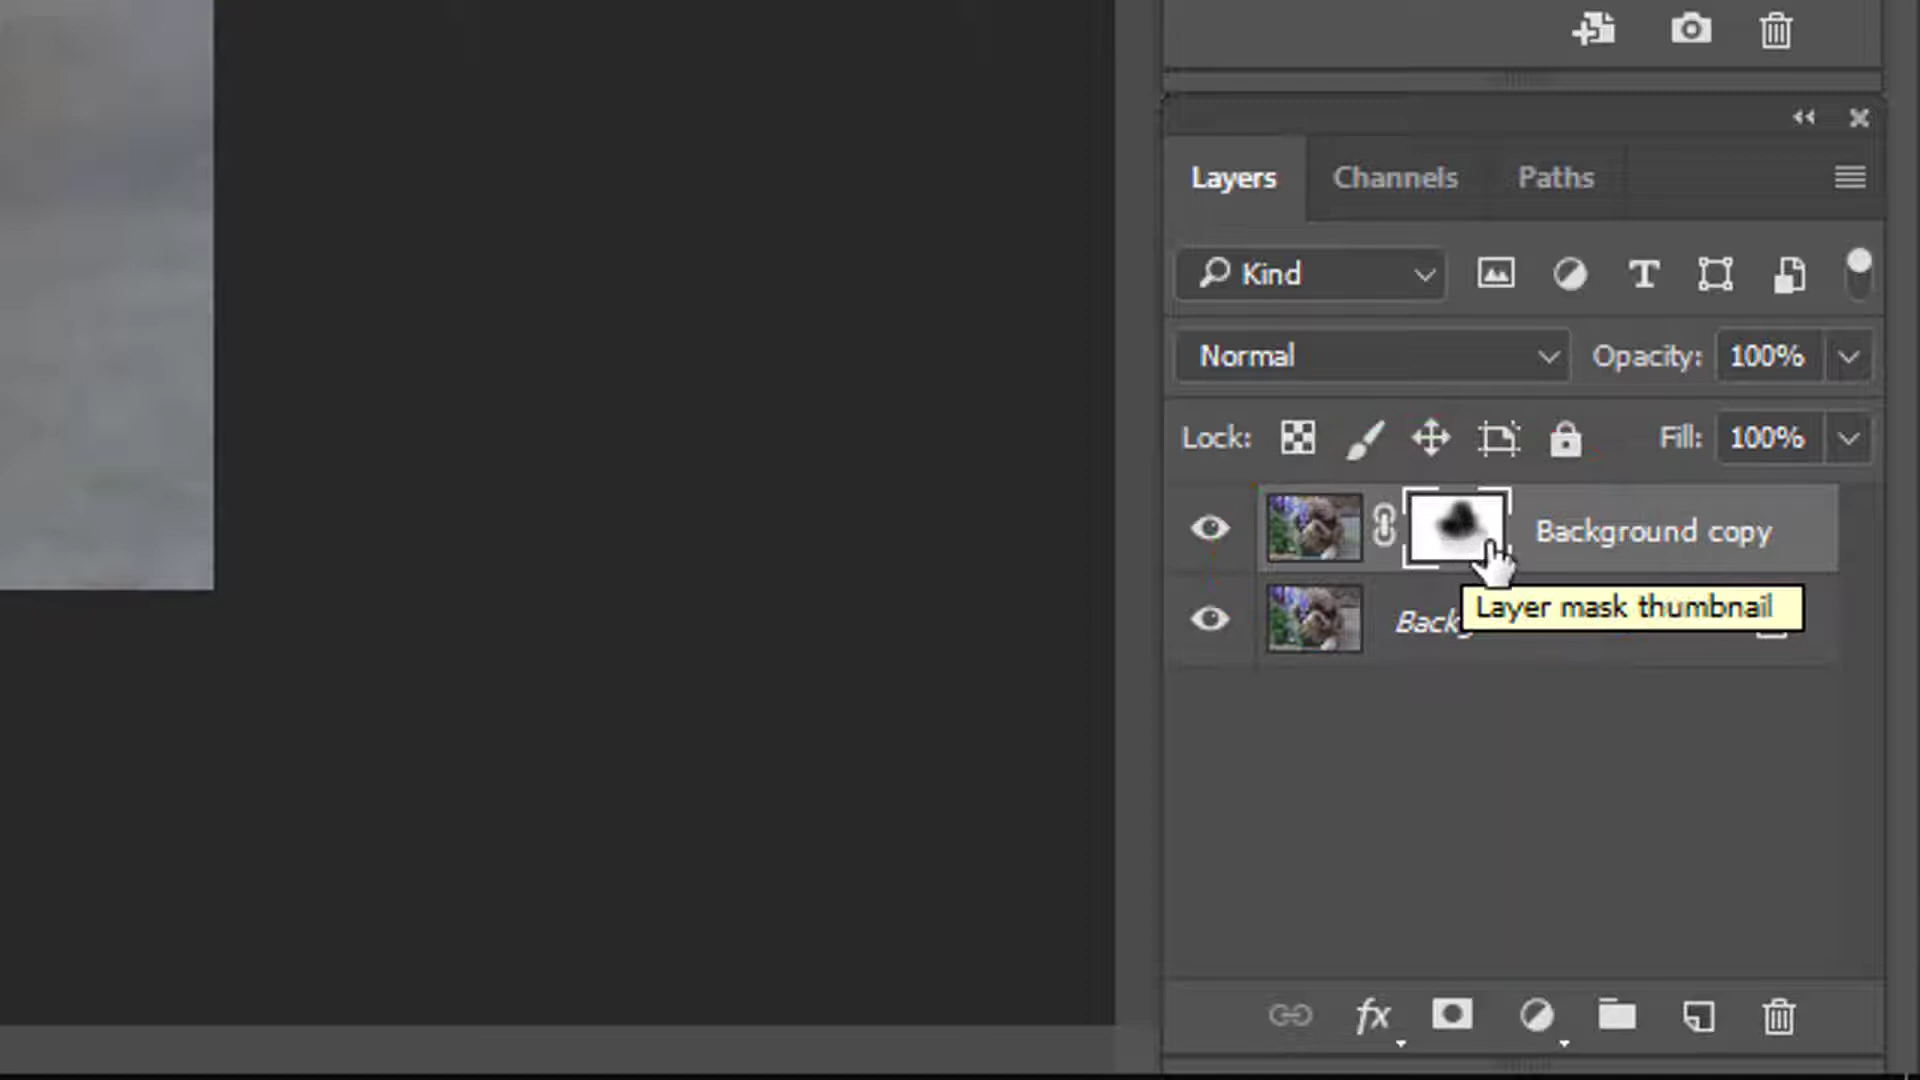 Layers Channels Paths
Kind
Normal Opacity: 100%
Lock: Fill: 100%
Background copy
Layer mask thumbnail
fx